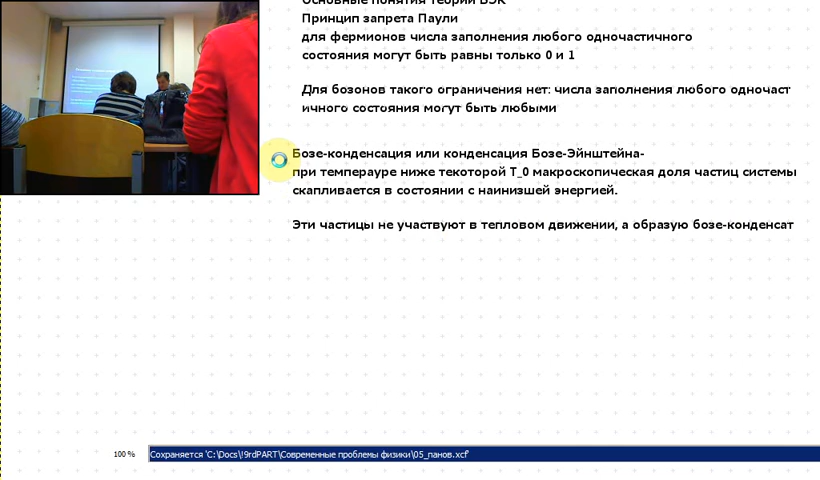 Основные понятия теории БЭК
Принцип запрета Паули
для фермионов числа заполнения любого одночастичного
состояния могут быть равны только 0 и 1
Для бозонов такого ограничения нет: числа заполнения любого одночаст
ичного состояния могут быть любыми
Бозе-конденсация или конденсация Бозе-Эйнштейна-
при темперауре ниже текоторой T_0 макроскопическая доля частиц системы
скапливается в состоянии с наинизшей энергией.
Эти частицы не участвуют в тепловом движении, а образую бозе-конденсат
100 %
Сохраняется 'C:\Docs\!9rdPART\Современные проблемы физики\05_панов.xcf'